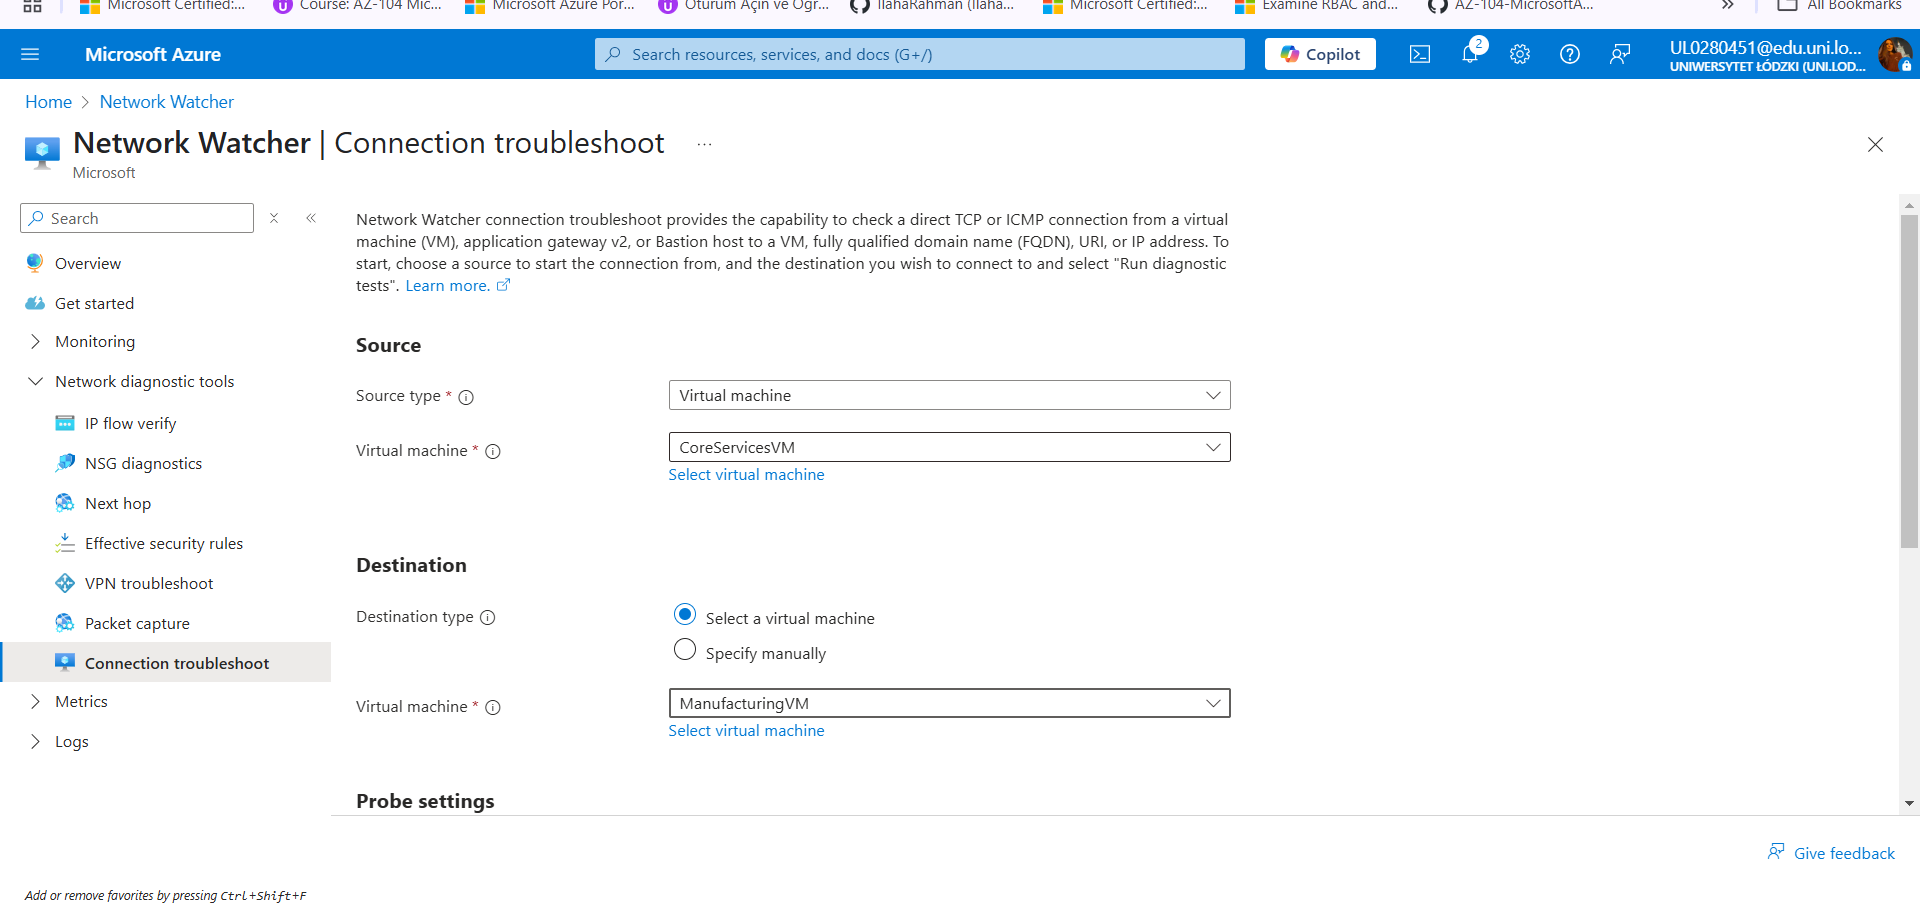 Microsoft Certified:...
Course: AZ-104 Mic...
Microsoft Azure Por...
Oturum Açın ve Öğr...
IlahaRahman (Ilaha...
Microsoft Certified:...
Examine RBAC and...
AZ-104-MicrosoftA...
All Bookmarks
Microsoft Azure
Search resources, services, and docs (G+/)
Copilot
2
UL0280451@edu.uni.lo...
UNIWERSYTET ŁÓDZKI (UNI.LOD...
Home > Network Watcher
Network Watcher | Connection troubleshoot ...
Microsoft
Search
Overview
Get started
Monitoring
Network diagnostic tools
IP flow verify
NSG diagnostics
Next hop
Effective security rules
VPN troubleshoot
Packet capture
Connection troubleshoot
Metrics
Logs
Network Watcher connection troubleshoot provides the capability to check a direct TCP or ICMP connection from a virtual
machine (VM), application gateway v2, or Bastion host to a VM, fully qualified domain name (FQDN), URI, or IP address. To
start, choose a source to start the connection from, and the destination you wish to connect to and select "Run diagnostic
tests". Learn more.
Source
Source type *
Virtual machine
Virtual machine *
CoreServicesVM
Select virtual machine
Destination
Destination type
Select a virtual machine
Specify manually
Virtual machine *
ManufacturingVM
Select virtual machine
Probe settings
Give feedback
Add or remove favorites by pressing Ctrl+Shift+F